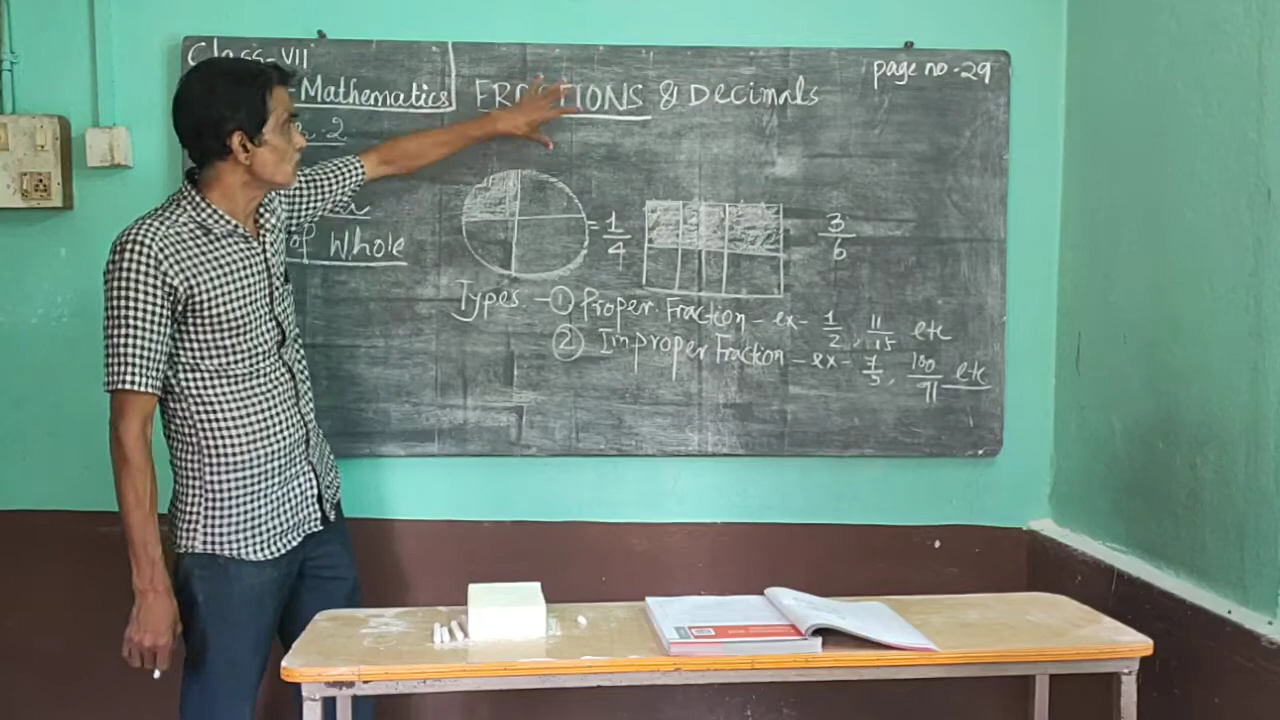 Class-VII
Mathematics
FRACTIONS & Decimals
page no-29
2
of Whole
= 1/4
3/6
Types - ① Proper Fraction - ex- 1/2, 11/15 etc
② Improper Fraction - ex- 7/5, 100/91 etc